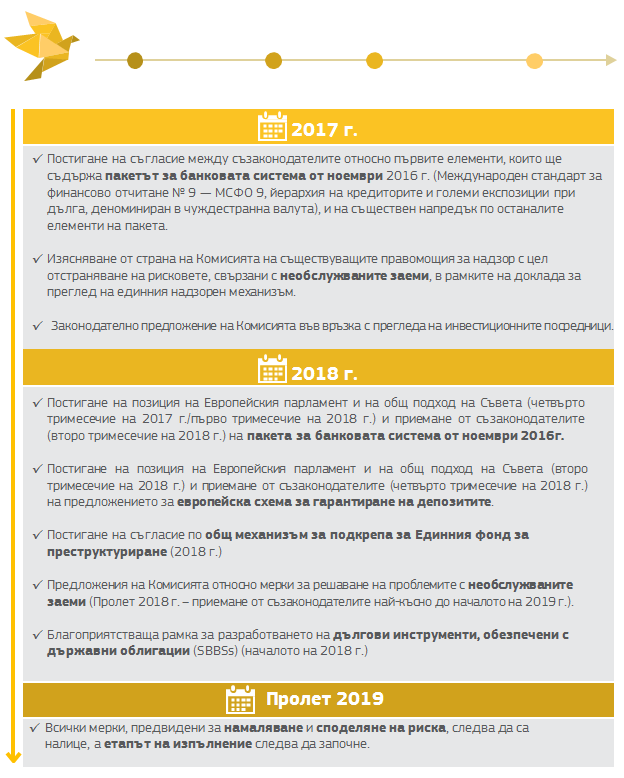 2017 г.
✓ Постигане на съгласие между съзаконодателите относно първите елементи, които ще
съдържа пакетът за банковата система от ноември 2016 г. (Международен стандарт за
финансово отчитане № 9 — МСФО 9, йерархия на кредиторите и големи експозиции при
дълга, деноминиран в чуждестранна валута), и на съществен напредък по останалите
елементи на пакета.
✓ Изясняване от страна на Комисията на съществуващите правомощия за надзор с цел
отстраняване на рисковете, свързани с необслужваните заеми, в рамките на доклада за
преглед на единния надзорен механизъм.
✓ Законодателно предложение на Комисията във връзка с прегледа на инвестиционните посредници.
2018 г.
✓ Постигане на позиция на Европейския парламент и на общ подход на Съвета (четвърто
тримесечие на 2017 г./първо тримесечие на 2018 г.) и приемане от съзаконодателите
(второ тримесечие на 2018 г.) на пакета за банковата система от ноември 2016г.
✓ Постигане на позиция на Европейския парламент и на общ подход на Съвета (второ
тримесечие на 2018 г.) и приемане от съзаконодателите (четвърто тримесечие на 2018 г.)
на предложението за европейска схема за гарантиране на депозитите.
✓ Постигане на съгласие по общ механизъм за подкрепа за Единния фонд за
преструктуриране (2018 г.)
✓ Предложения на Комисията относно мерки за решаване на проблемите с необслужваните
заеми (Пролет 2018 г. – приемане от съзаконодателите най-късно до началото на 2019 г.).
✓ Благоприятстваща рамка за разработването на дългови инструменти, обезпечени с
държавни облигации (SBBSs) (началото на 2018 г.)
Пролет 2019
✓ Всички мерки, предвидени за намаляване и споделяне на риска, следва да са
налице, а етапът на изпълнение следва да започне.